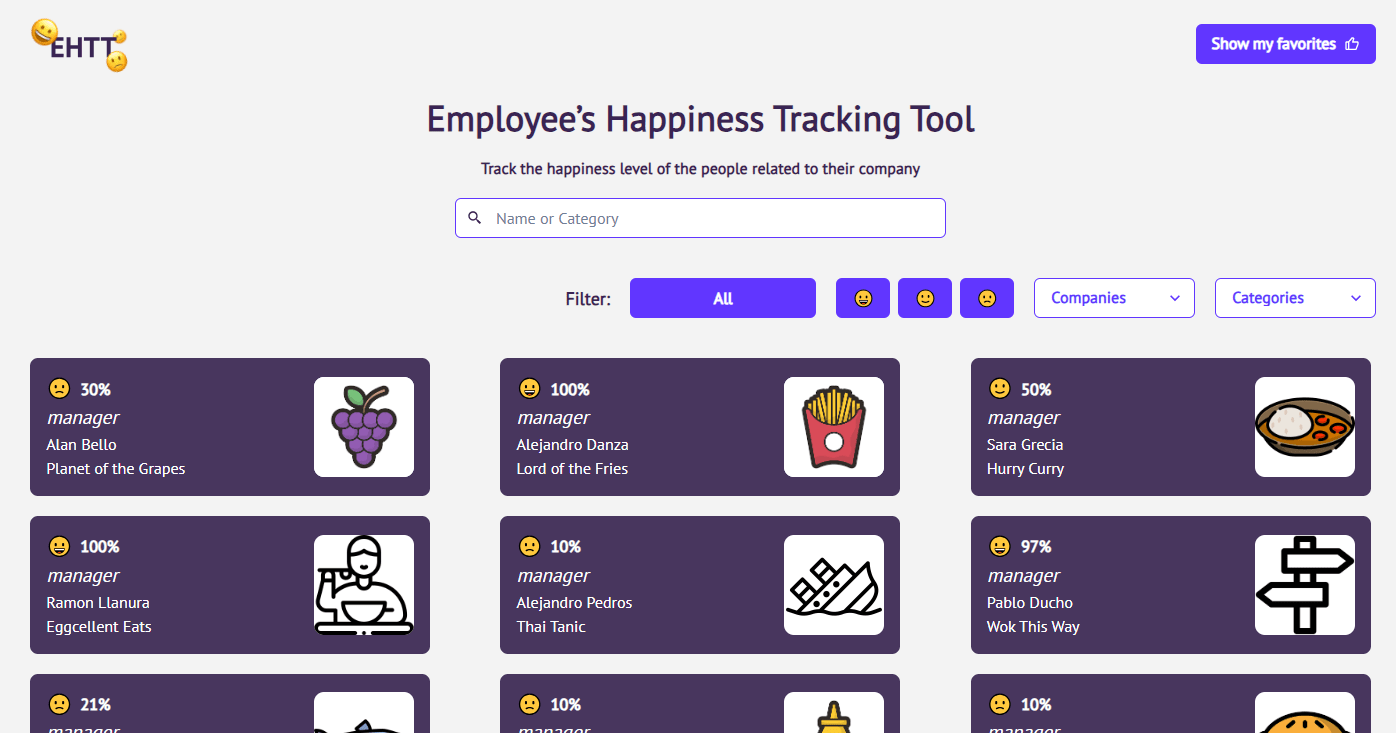 EHTT
Show my favorites
Employee’s Happiness Tracking Tool
Track the happiness level of the people related to their company
Name or Category
Filter:
All
Companies
Categories
30%
manager
Alan Bello
Planet of the Grapes
100%
manager
Alejandro Danza
Lord of the Fries
50%
manager
Sara Grecia
Hurry Curry
100%
manager
Ramon Llanura
Eggcellent Eats
10%
manager
Alejandro Pedros
Thai Tanic
97%
manager
Pablo Ducho
Wok This Way
21%
manager
10%
manager
10%
manager